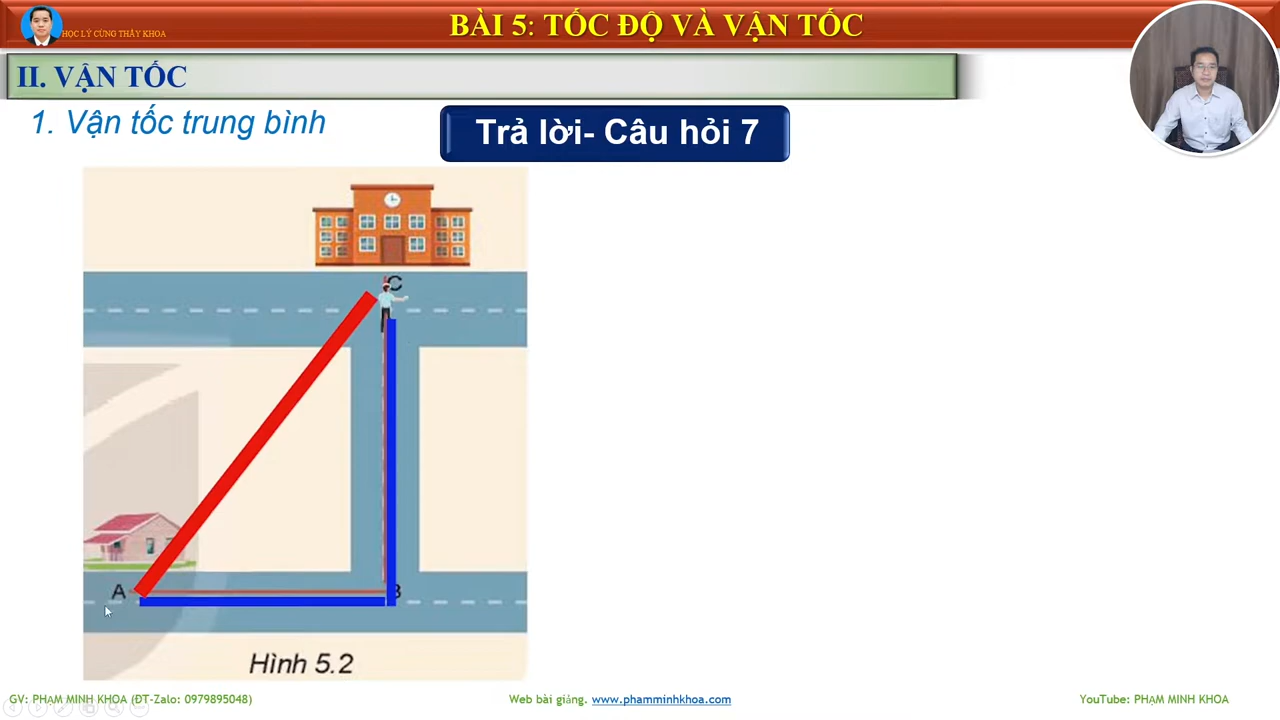 BÀI 5: TỐC ĐỘ VÀ VẬN TỐC
HỌC LÝ CÙNG THẦY KHOA
II. VẬN TỐC
1. Vận tốc trung bình
Trả lời- Câu hỏi 7
C
A
B
Hình 5.2
GV: PHẠM MINH KHOA (ĐT-Zalo: 0979895048)
Web bài giảng. www.phamminhkhoa.com
YouTube: PHẠM MINH KHOA